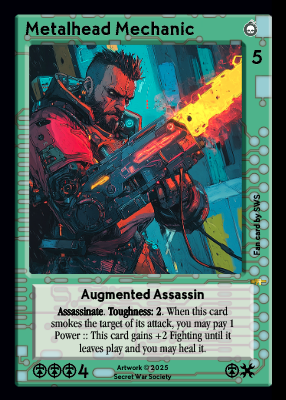 Metalhead Mechanic
5
Fan card by SWS
Augmented Assassin
Assassinate. Toughness: 2. When this card
smokes the target of its attack, you may pay 1
Power :: This card gains +2 Fighting until it
leaves play and you may heal it.
4
Artwork © 2025
Secret War Society